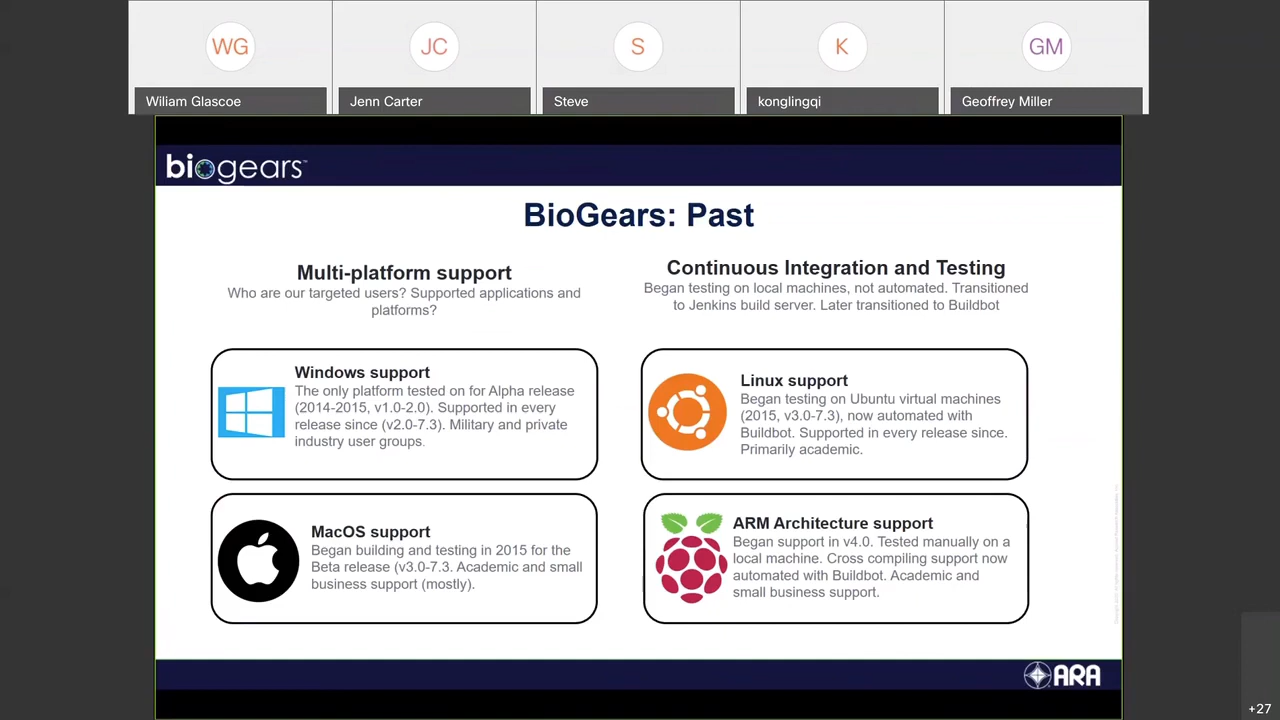 WG
JC
S
K
GM
Wiliam Glascoe
Jenn Carter
Steve
konglingqi
Geoffrey Miller
biogears™
BioGears: Past
Multi-platform support
Who are our targeted users? Supported applications and
platforms?
Continuous Integration and Testing
Began testing on local machines, not automated. Transitioned
to Jenkins build server. Later transitioned to Buildbot
Windows support
The only platform tested on for Alpha release
(2014-2015, v1.0-2.0). Supported in every
release since (v2.0-7.3). Military and private
industry user groups.
Linux support
Began testing on Ubuntu virtual machines
(2015, v3.0-7.3), now automated with
Buildbot. Supported in every release since.
Primarily academic.
MacOS support
Began building and testing in 2015 for the
Beta release (v3.0-7.3. Academic and small
business support (mostly).
ARM Architecture support
Began support in v4.0. Tested manually on a
local machine. Cross compiling support now
automated with Buildbot. Academic and
small business support.
ARA
+27